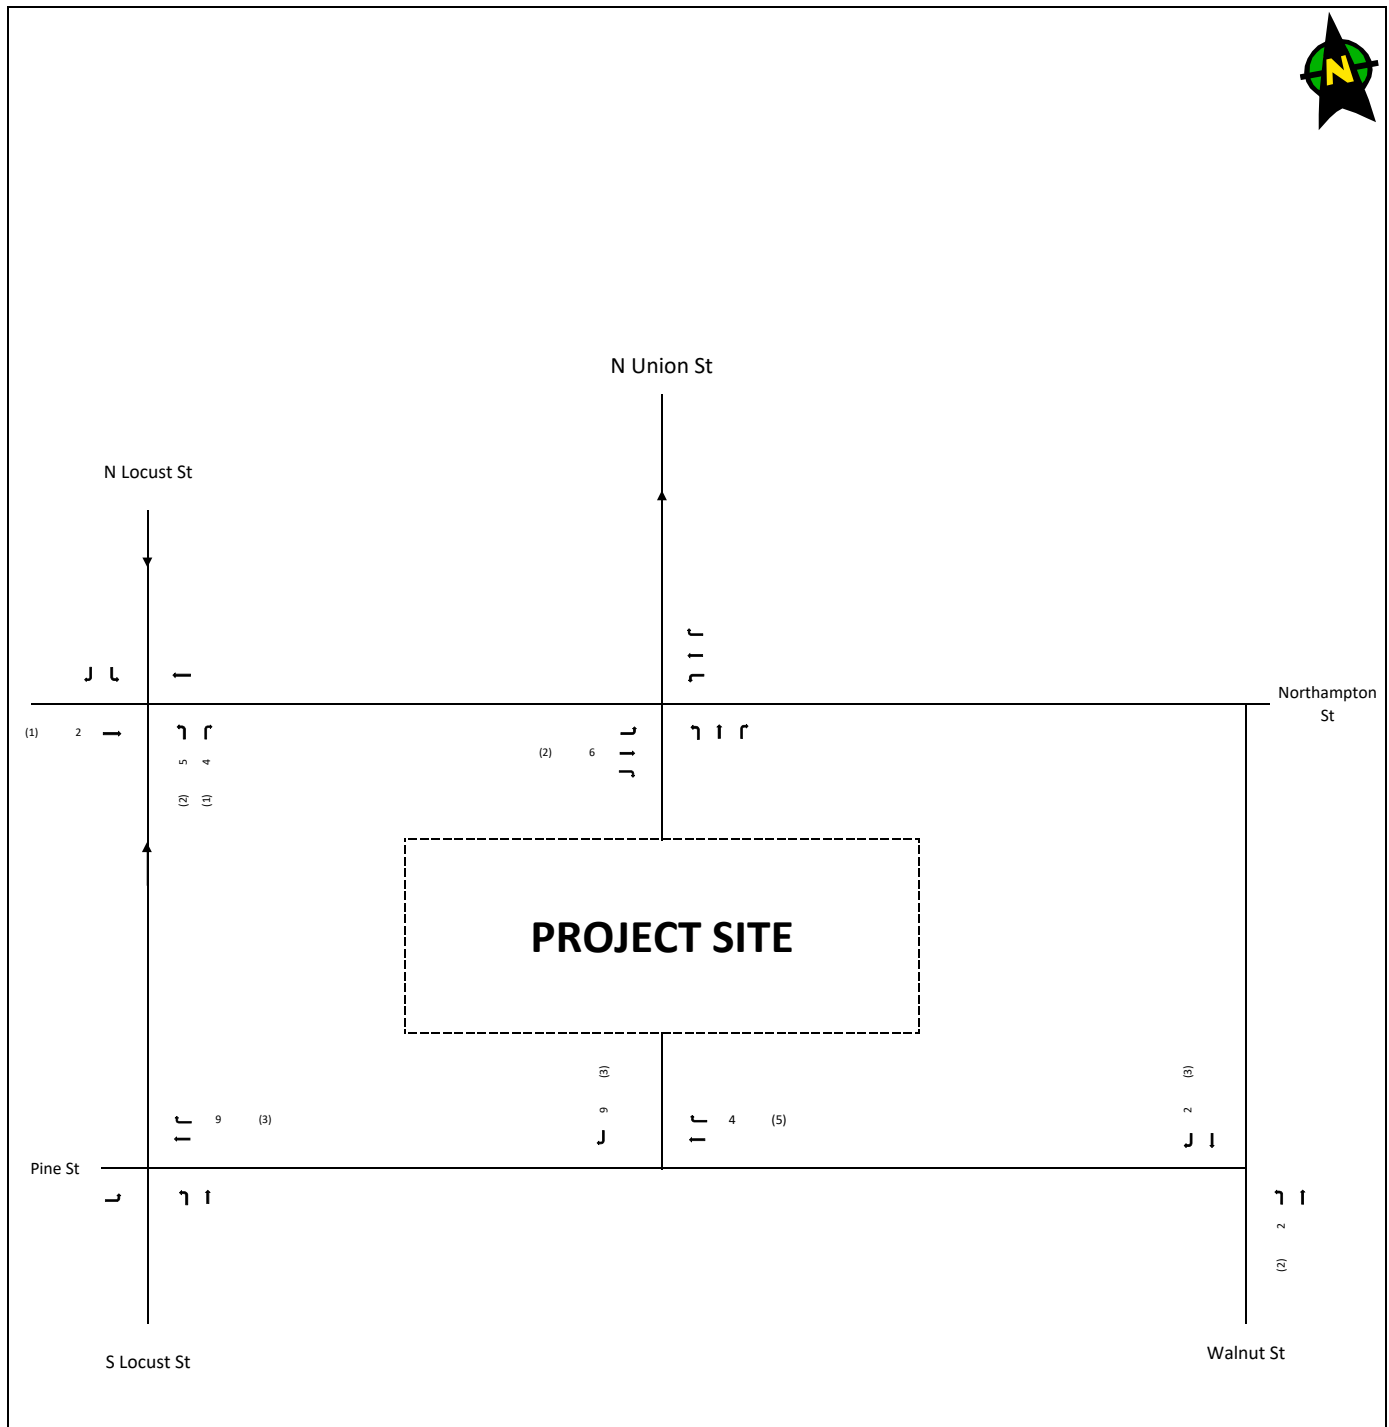 N
N Union St
N Locust St
Northampton
St
(1) 2
5 4
(2) (1)
(2) 6
PROJECT SITE
(3)
9
(3)
2
9 (3)
4 (5)
Pine St
2
(2)
S Locust St
Walnut St